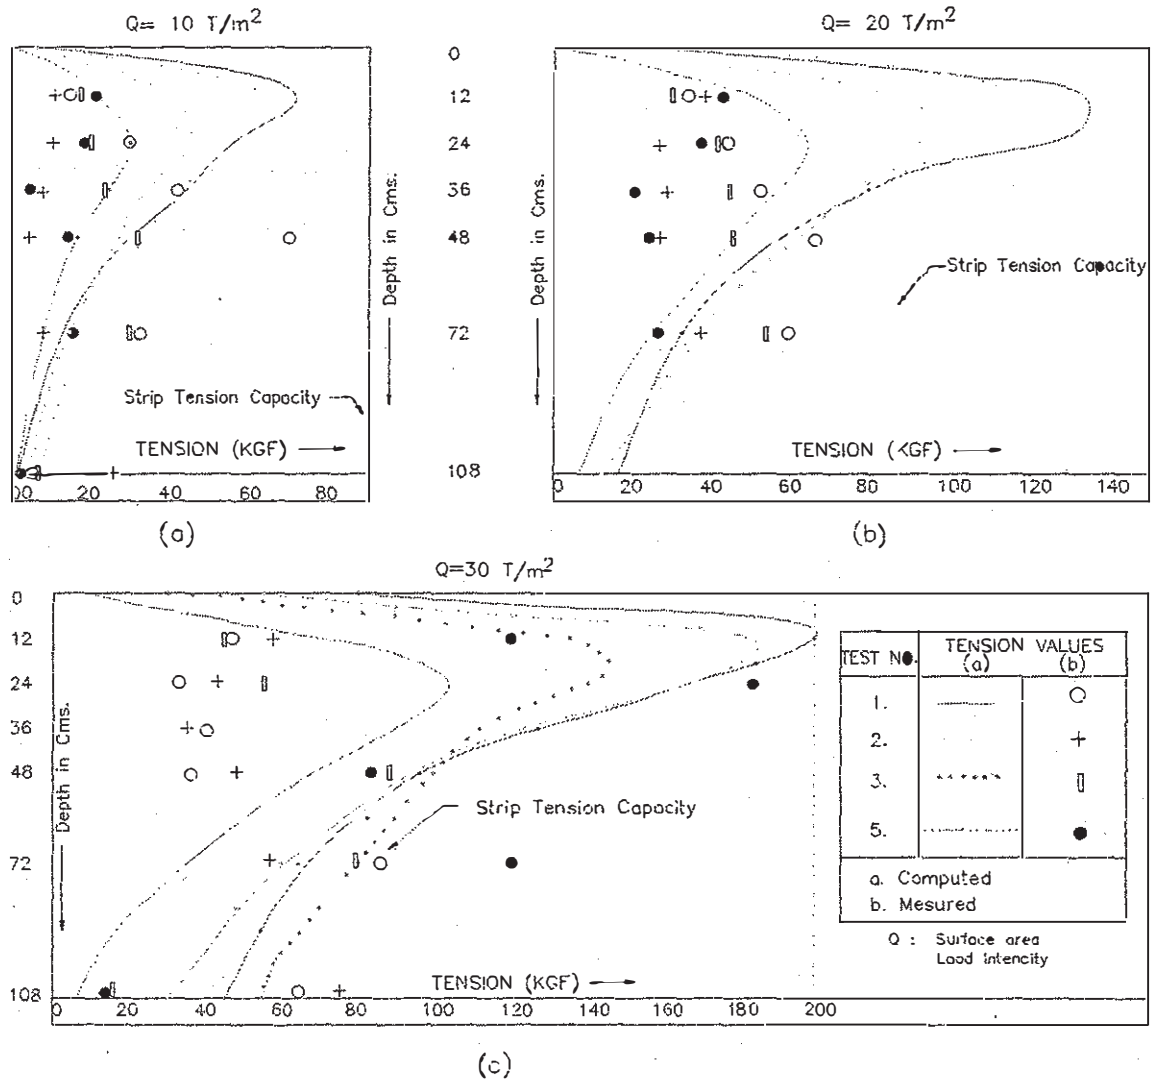 Q= 10 T/m²
Q= 20 T/m²
0
12
24
36
48
72
108
Depth in Cms.
Strip Tension Capacity
TENSION (KGF)
00 20 40 60 80
(a)
Depth in Cms.
Strip Tension Capacity
TENSION (KGF)
0 20 40 60 80 100 120 140
(b)
Q=30 T/m²
0
12
24
36
48
72
108
Depth in Cms.
Strip Tension Capacity
TENSION (KGF)
0 20 40 60 80 100 120 140 160 180 200
(c)
TEST NO. TENSION VALUES
(a) (b)
1.
2.
3.
5.
a. Computed
b. Mesured
Q : Surface area
Load Intencity